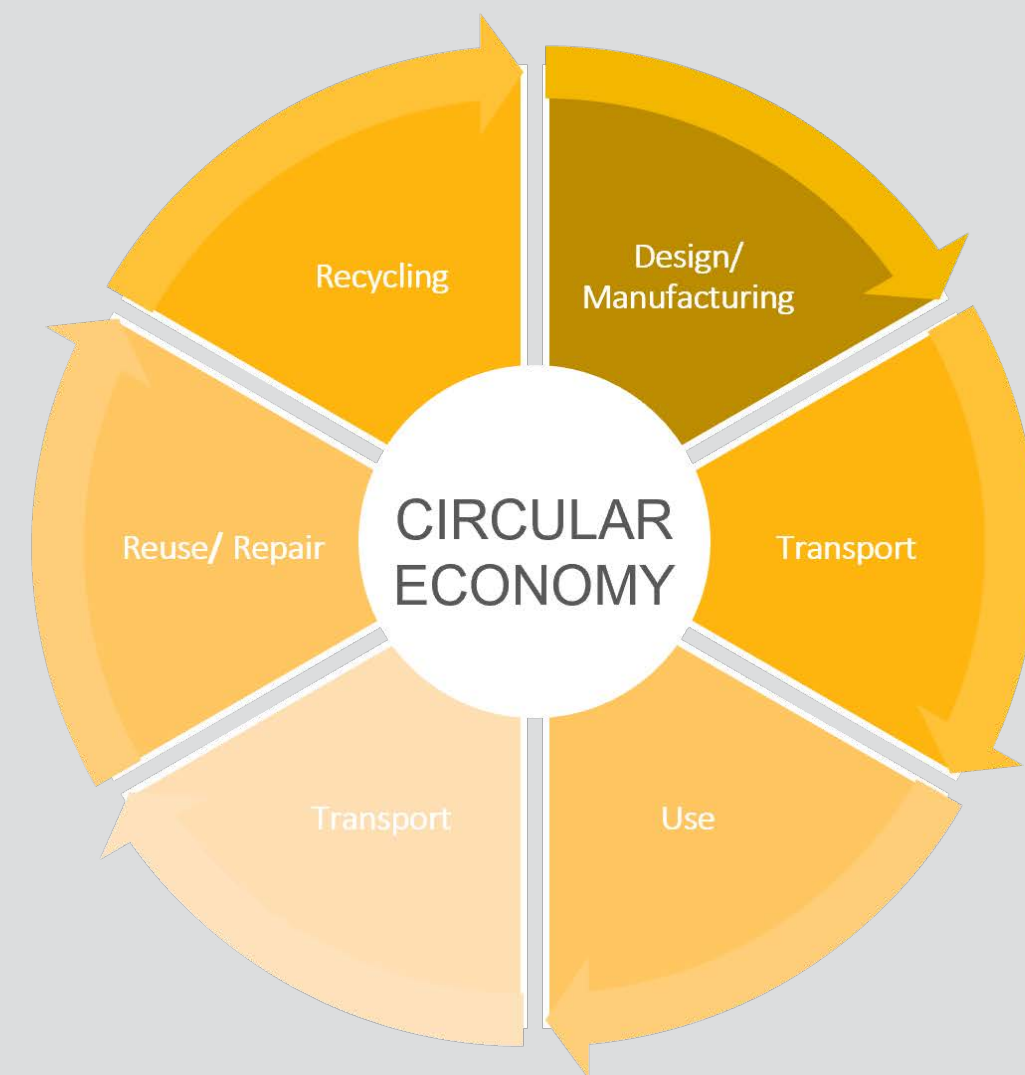 CIRCULAR
ECONOMY
Design/
Manufacturing
Transport
Use
Transport
Reuse/ Repair
Recycling